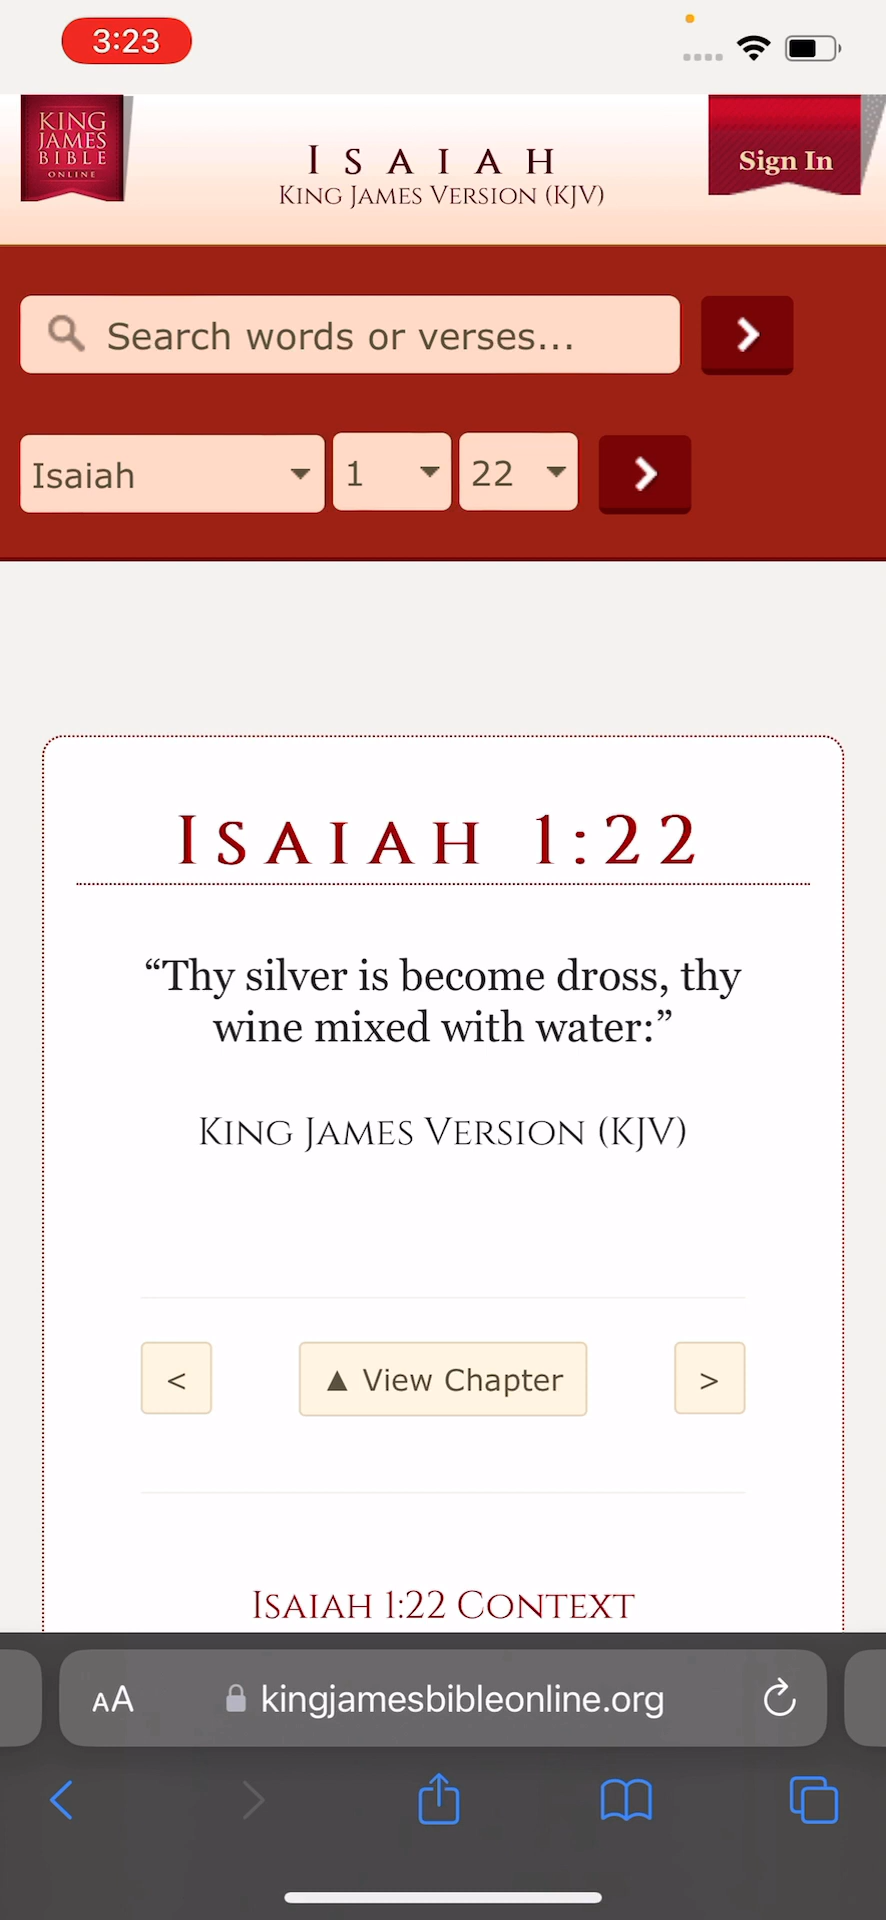 3:23
KING
JAMES
BIBLE
ONLINE
ISAIAH
KING JAMES VERSION (KJV)
Sign In
Search words or verses...
Isaiah
1
22
ISAIAH 1:22
“Thy silver is become dross, thy
wine mixed with water:”
KING JAMES VERSION (KJV)
<
▲ View Chapter
>
ISAIAH 1:22 CONTEXT
AA
kingjamesbibleonline.org